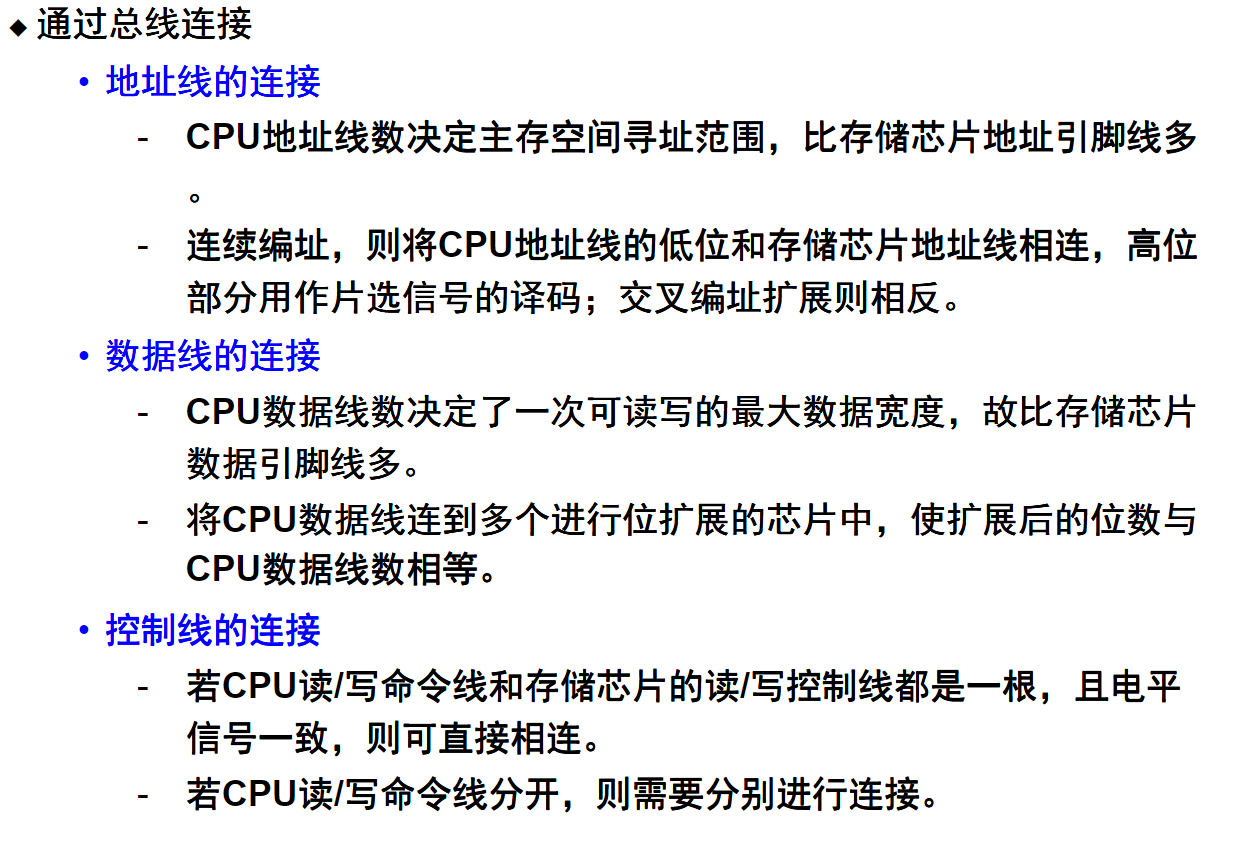 ◆ 通过总线连接
• 地址线的连接
- CPU地址线数决定主存空间寻址范围，比存储芯片地址引脚线多
。
- 连续编址，则将CPU地址线的低位和存储芯片地址线相连，高位
部分用作片选信号的译码；交叉编址扩展则相反。
• 数据线的连接
- CPU数据线数决定了一次可读写的最大数据宽度，故比存储芯片
数据引脚线多。
- 将CPU数据线连到多个进行位扩展的芯片中，使扩展后的位数与
CPU数据线数相等。
• 控制线的连接
- 若CPU读/写命令线和存储芯片的读/写控制线都是一根，且电平
信号一致，则可直接相连。
- 若CPU读/写命令线分开，则需要分别进行连接。